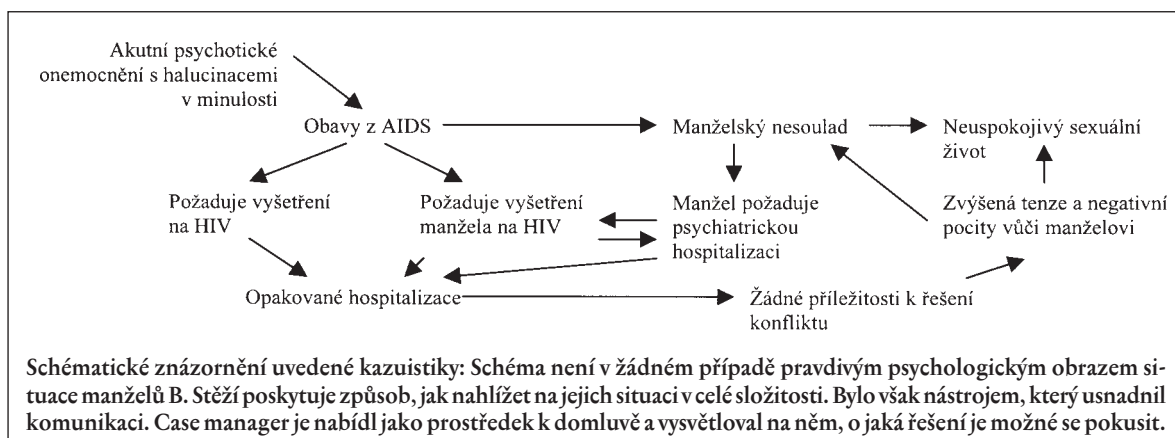 Akutní psychotické
onemocnění s halucinacemi
v minulosti
Obavy z AIDS
Manželský nesoulad
Neuspokojivý sexuální
život
Požaduje vyšetření
na HIV
Požaduje vyšetření
manžela na HIV
Manžel požaduje
psychiatrickou
hospitalizaci
Zvýšená tenze a negativní
pocity vůči manželovi
Opakované hospitalizace
Žádné příležitosti k řešení
konfliktu
Schématické znázornění uvedené kazuistiky: Schéma není v žádném případě pravdivým psychologickým obrazem si-
tuace manželů B. Stěží poskytuje způsob, jak nahlížet na jejich situaci v celé složitosti. Bylo však nástrojem, který usnadnil
komunikaci. Case manager je nabídl jako prostředek k domluvě a vysvětloval na něm, o jaká řešení je možné se pokusit.